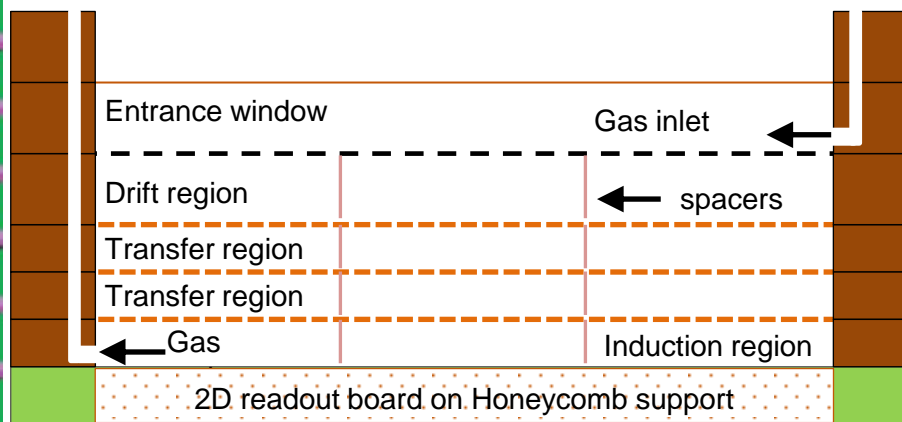 Entrance window
Gas inlet
Drift region
spacers
Transfer region
Transfer region
Gas
Induction region
2D readout board on Honeycomb support